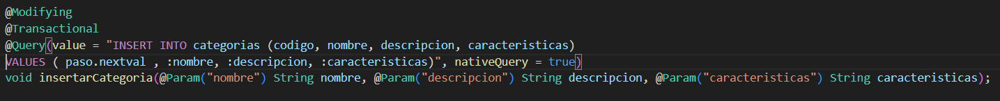 @Modifying
@Transactional
@Query(value = "INSERT INTO categorias (codigo, nombre, descripcion, caracteristicas)
VALUES ( paso.nextval , :nombre, :descripcion, :caracteristicas)", nativeQuery = true)
void insertarCategoria(@Param("nombre") String nombre, @Param("descripcion") String descripcion, @Param("caracteristicas") String caracteristicas);